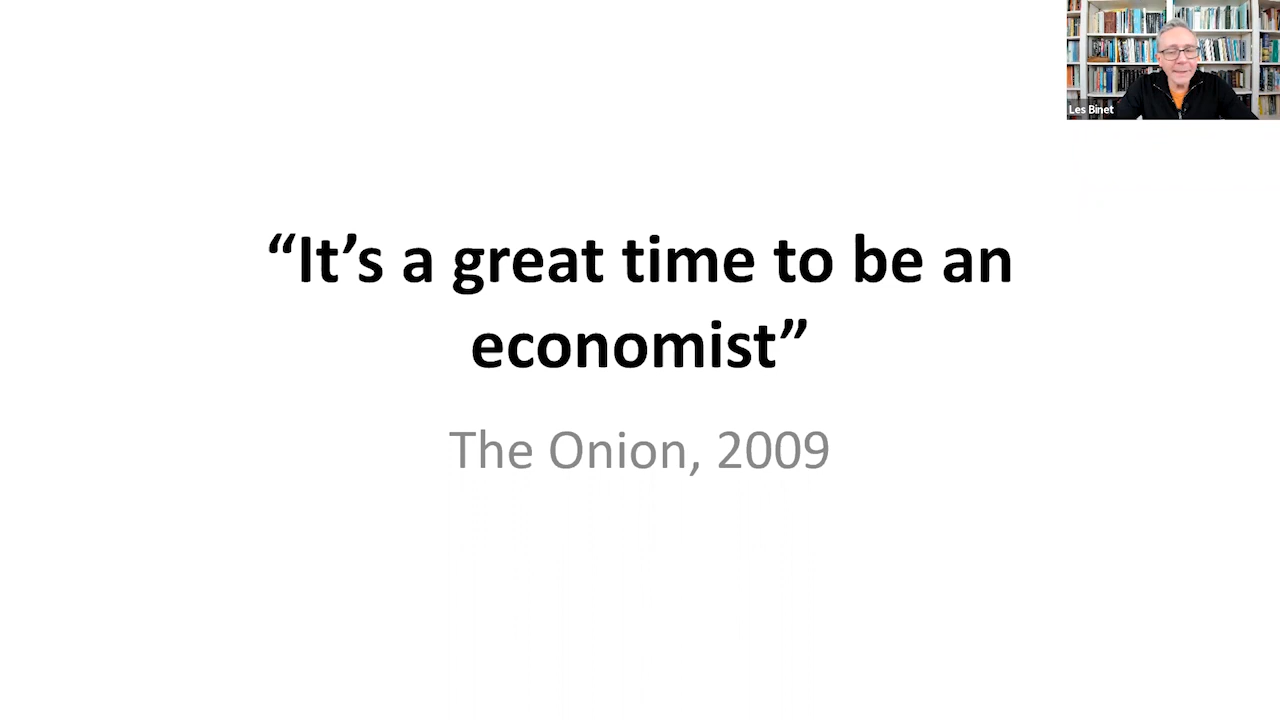 Les Binet
“It’s a great time to be an
economist”
The Onion, 2009